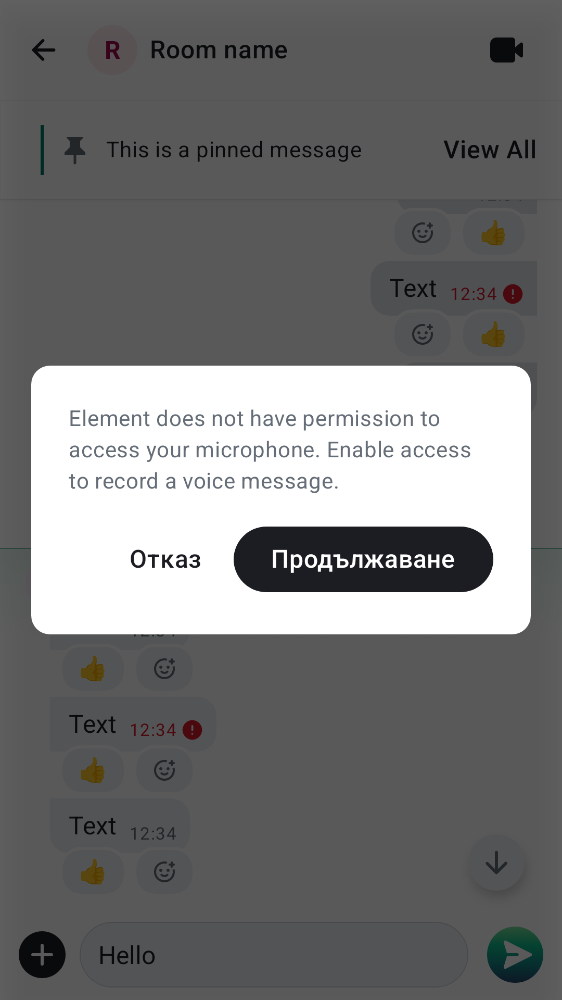 R Room name
This is a pinned message View All
Text 12:34
Element does not have permission to
access your microphone. Enable access
to record a voice message.
Отказ Продължаване
Text 12:34
Text 12:34
Hello